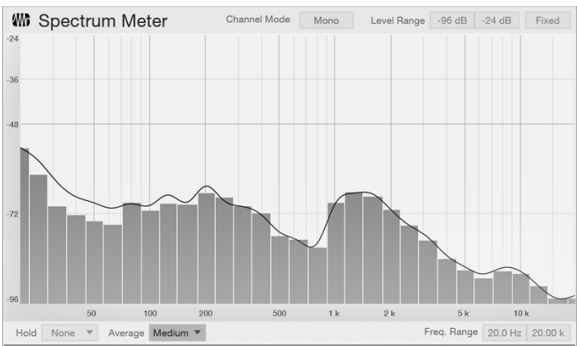 Spectrum Meter Channel Mode Mono Level Range -96 dB -24 dB Fixed
-24
-36
-48
-72
-96
50 100 200 500 1 k 2 k 5 k 10 k
Hold None Average Medium Freq. Range 20.0 Hz 20.00 k